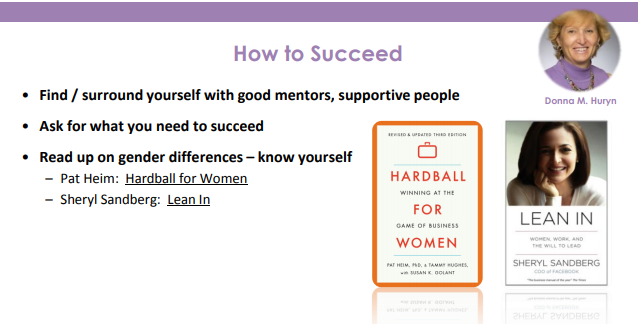 How to Succeed
Donna M. Huryn
• Find / surround yourself with good mentors, supportive people
• Ask for what you need to succeed
• Read up on gender differences – know yourself
– Pat Heim: Hardball for Women
– Sheryl Sandberg: Lean In
REVISED & UPDATED THIRD EDITION
HARDBALL
WINNING AT THE
FOR
GAME OF BUSINESS
WOMEN
PAT HEIM, PhD, & TAMMY HUGHES,
with SUSAN K. GOLANT
LEAN IN
WOMEN, WORK, AND
THE WILL TO LEAD
SHERYL SANDBERG
COO of FACEBOOK